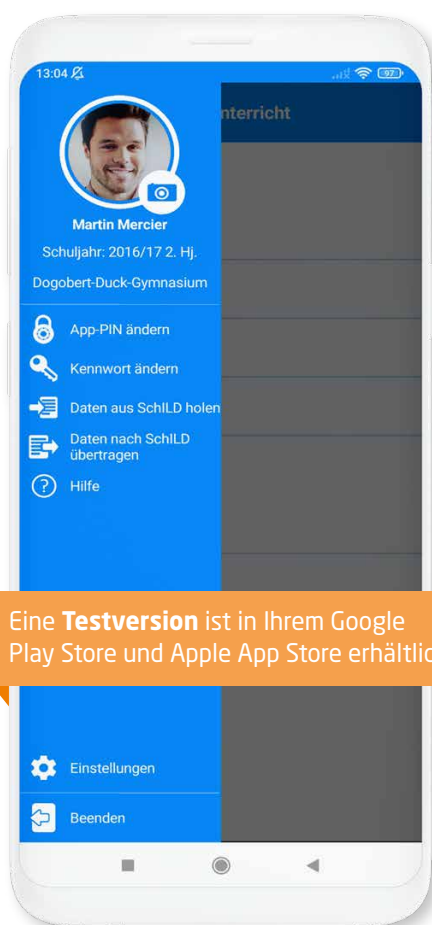 13:04
97
nterricht
Martin Mercier
Schuljahr: 2016/17 2. Hj.
Dogobert-Duck-Gymnasium
App-PIN ändern
Kennwort ändern
Daten aus SchILD holen
Daten nach SchILD
übertragen
? Hilfe
Eine Testversion ist in Ihrem Google
Play Store und Apple App Store erhältlic
Einstellungen
Beenden